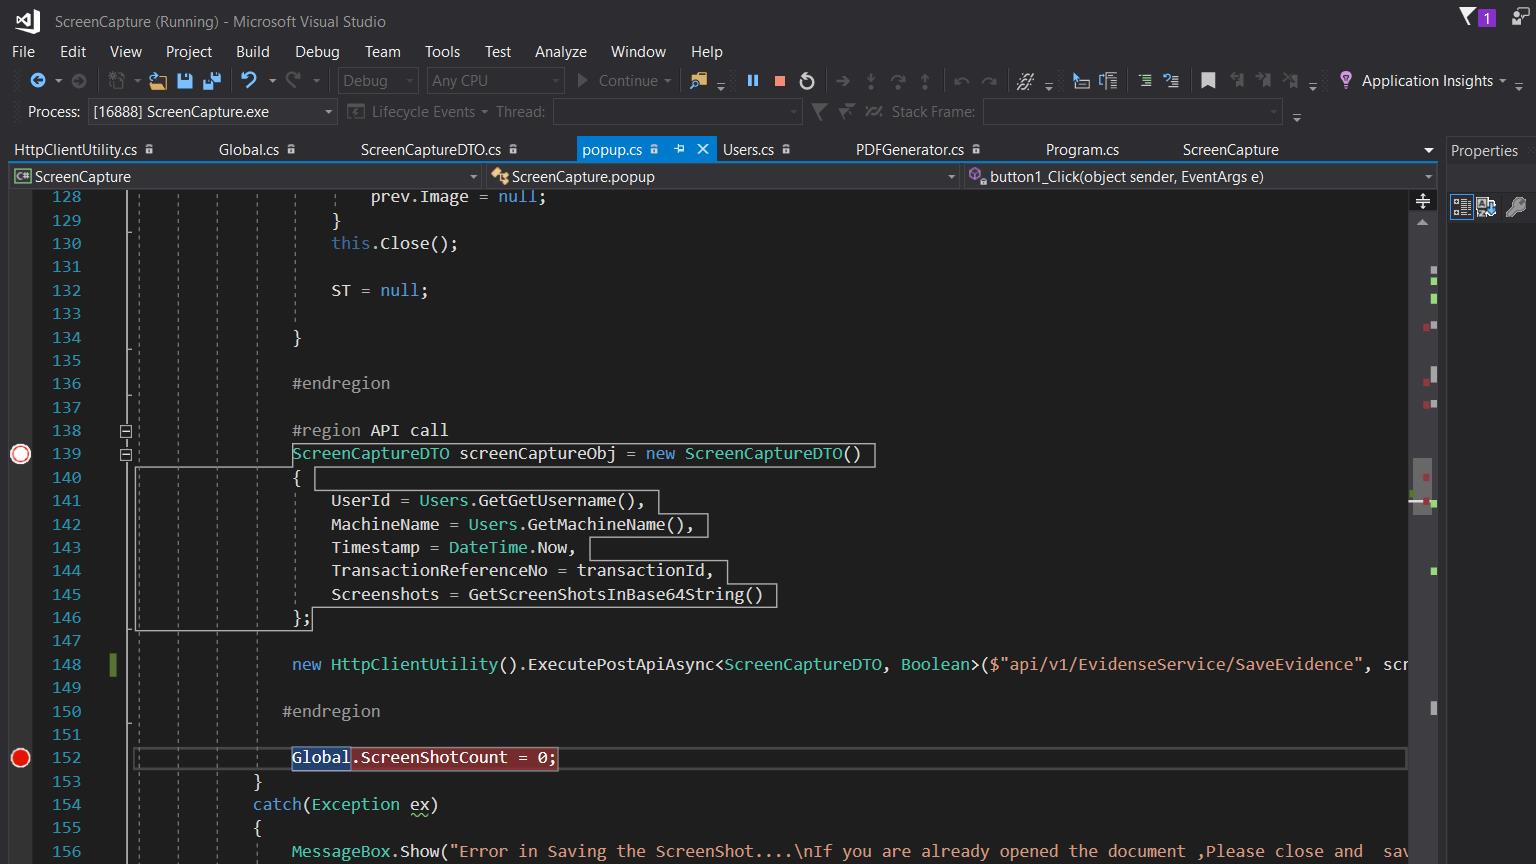 ScreenCapture (Running) - Microsoft Visual Studio
1
File Edit View Project Build Debug Team Tools Test Analyze Window Help
Debug Any CPU Continue Application Insights
Process: [16888] ScreenCapture.exe Lifecycle Events Thread: Stack Frame:
HttpClientUtility.cs Global.cs ScreenCaptureDTO.cs popup.cs Users.cs PDFGenerator.cs Program.cs ScreenCapture Properties
C# ScreenCapture ScreenCapture.popup button1_Click(object sender, EventArgs e)
128 prev.Image = null;
129 }
130 this.Close();
131
132 ST = null;
133
134 }
135
136 #endregion
137
138 #region API call
139 ScreenCaptureDTO screenCaptureObj = new ScreenCaptureDTO()
140 {
141 UserId = Users.GetGetUsername(),
142 MachineName = Users.GetMachineName(),
143 Timestamp = DateTime.Now,
144 TransactionReferenceNo = transactionId,
145 Screenshots = GetScreenShotsInBase64String()
146 };
147
148 new HttpClientUtility().ExecutePostApiAsync<ScreenCaptureDTO, Boolean>($"api/v1/EvidenseService/SaveEvidence", scr
149
150 #endregion
151
152 Global.ScreenShotCount = 0;
153 }
154 catch(Exception ex)
155 {
156 MessageBox.Show("Error in Saving the ScreenShot....\nIf you are already opened the document ,Please close and sav